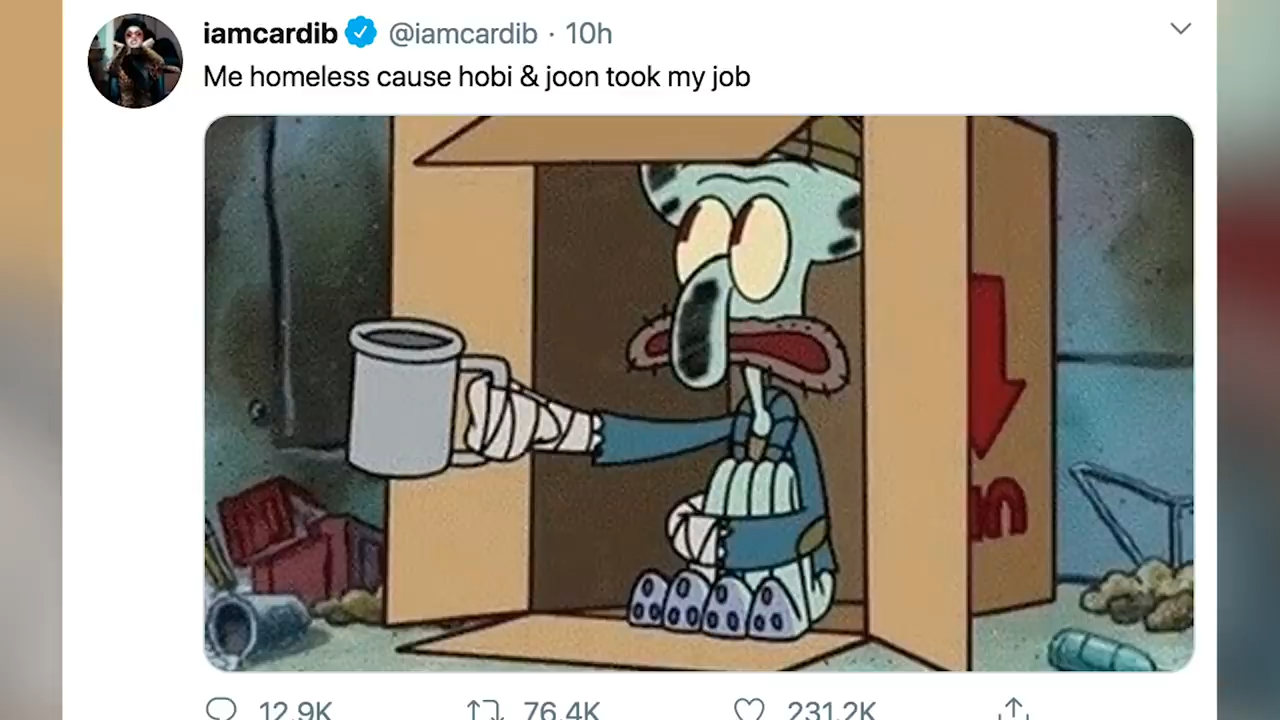 iamcardib @iamcardib · 10h
Me homeless cause hobi & joon took my job
12.9K 76.4K 231.2K